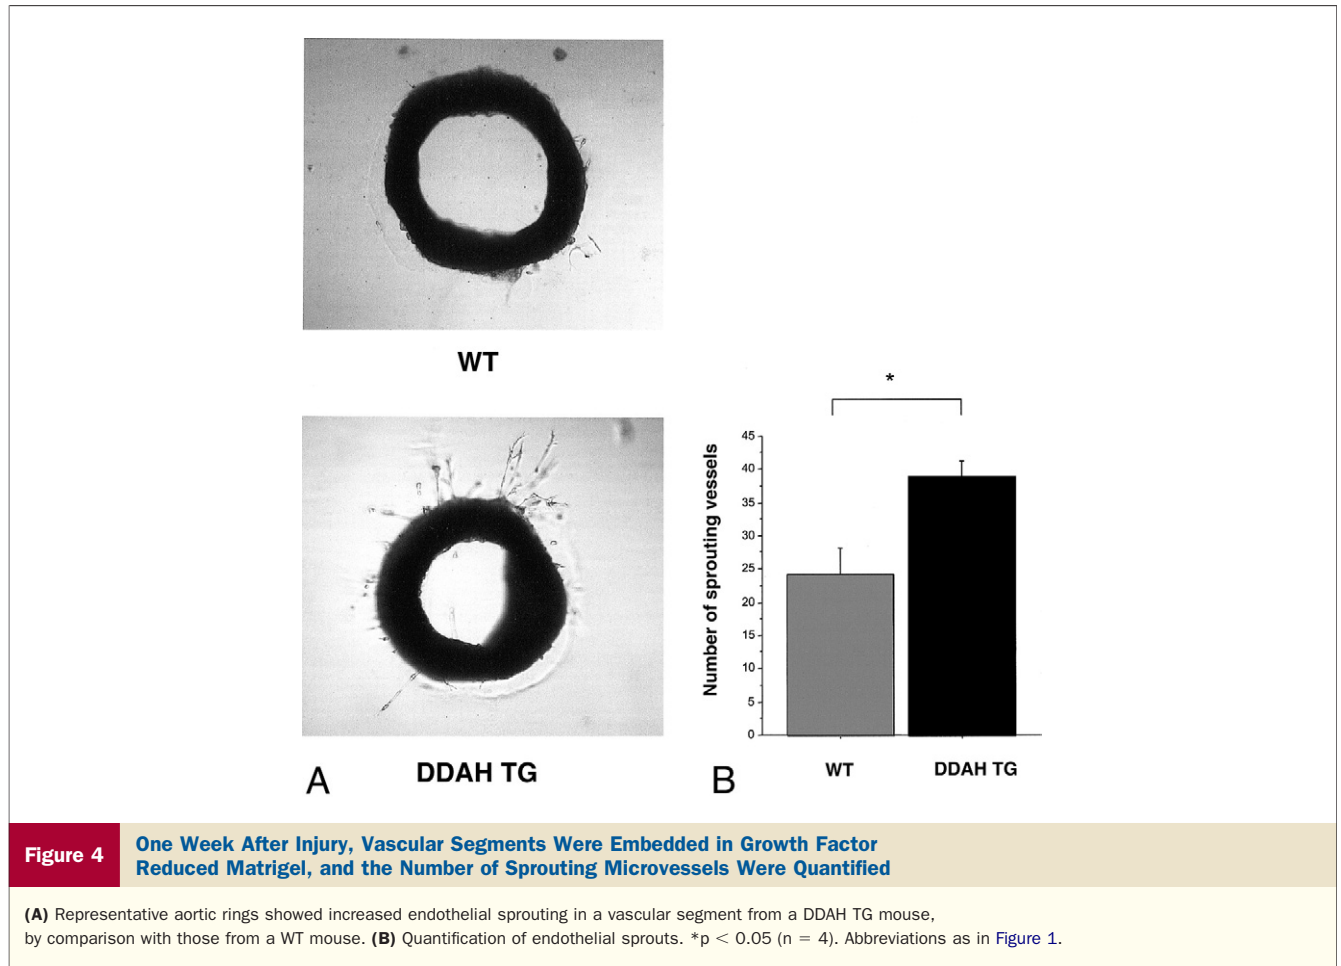 WT
DDAH TG
A
*
Number of sprouting vessels
45
40
35
30
25
20
15
10
5
0
WT
DDAH TG
B
Figure 4
One Week After Injury, Vascular Segments Were Embedded in Growth Factor
Reduced Matrigel, and the Number of Sprouting Microvessels Were Quantified
(A) Representative aortic rings showed increased endothelial sprouting in a vascular segment from a DDAH TG mouse,
by comparison with those from a WT mouse. (B) Quantification of endothelial sprouts. *p < 0.05 (n = 4). Abbreviations as in Figure 1.